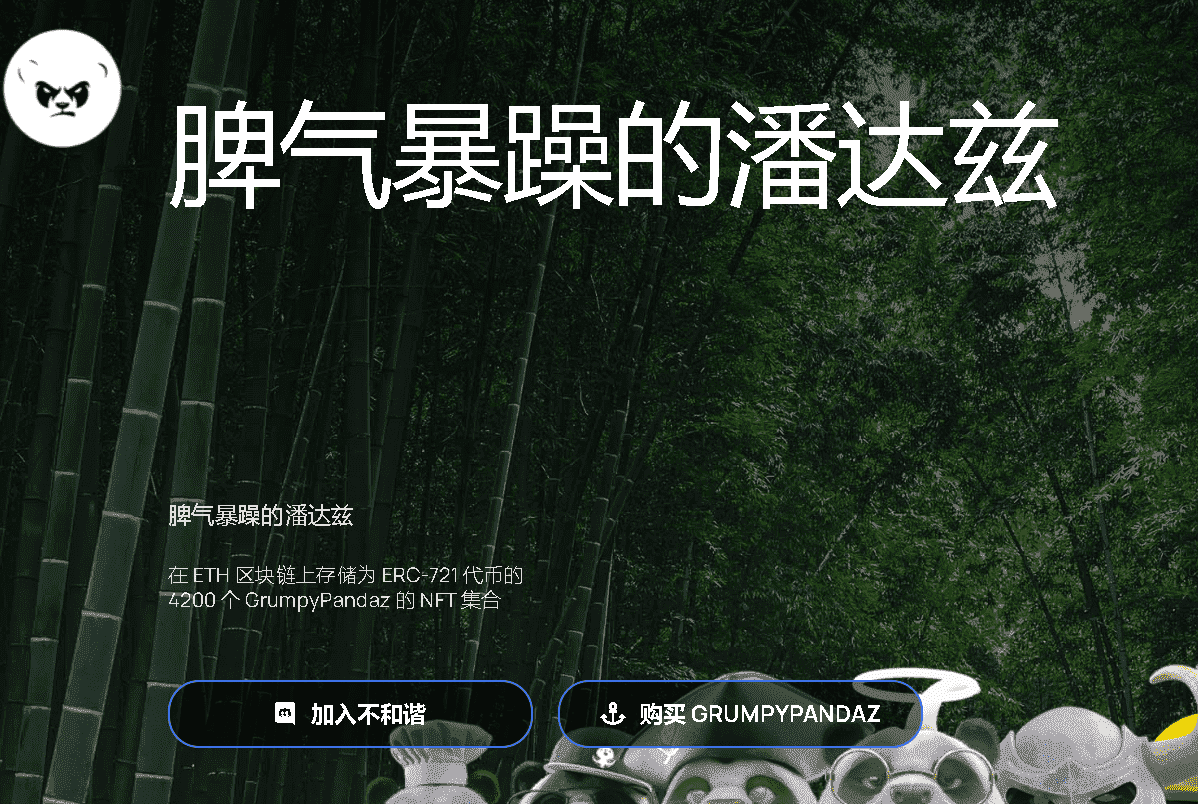 脾气暴躁的潘达兹
脾气暴躁的潘达兹
在 ETH 区块链上存储为 ERC-721 代币的
4200 个 GrumpyPandaz 的 NFT 集合
加入不和谐
购买 GRUMPYPANDAZ